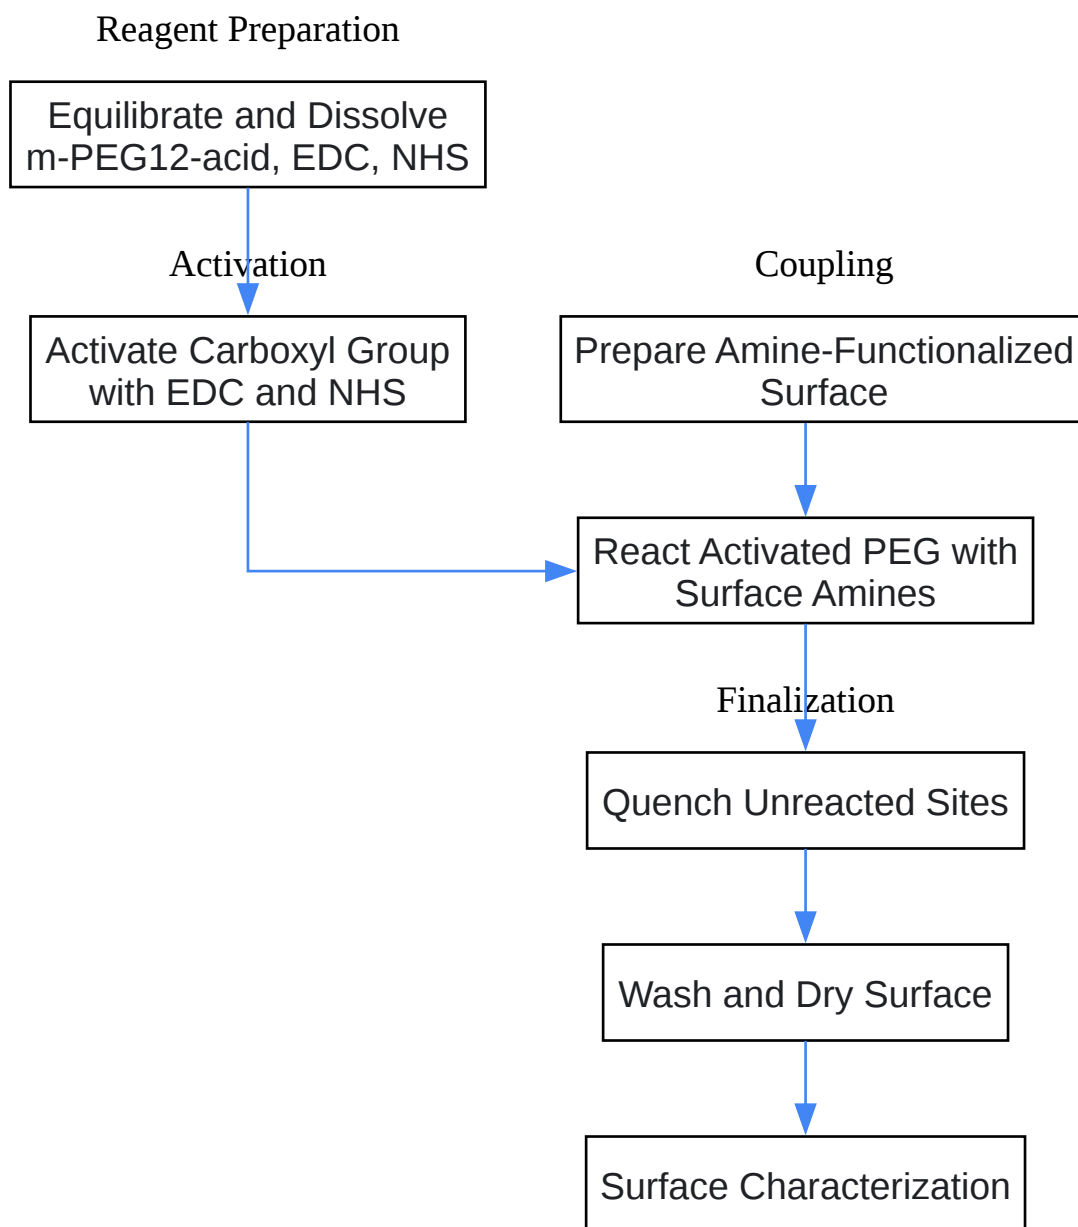 Reagent Preparation
Equilibrate and Dissolve
m-PEG12-acid, EDC, NHS
Activation
Activate Carboxyl Group
with EDC and NHS
Coupling
Prepare Amine-Functionalized
Surface
React Activated PEG with
Surface Amines
Finalization
Quench Unreacted Sites
Wash and Dry Surface
Surface Characterization